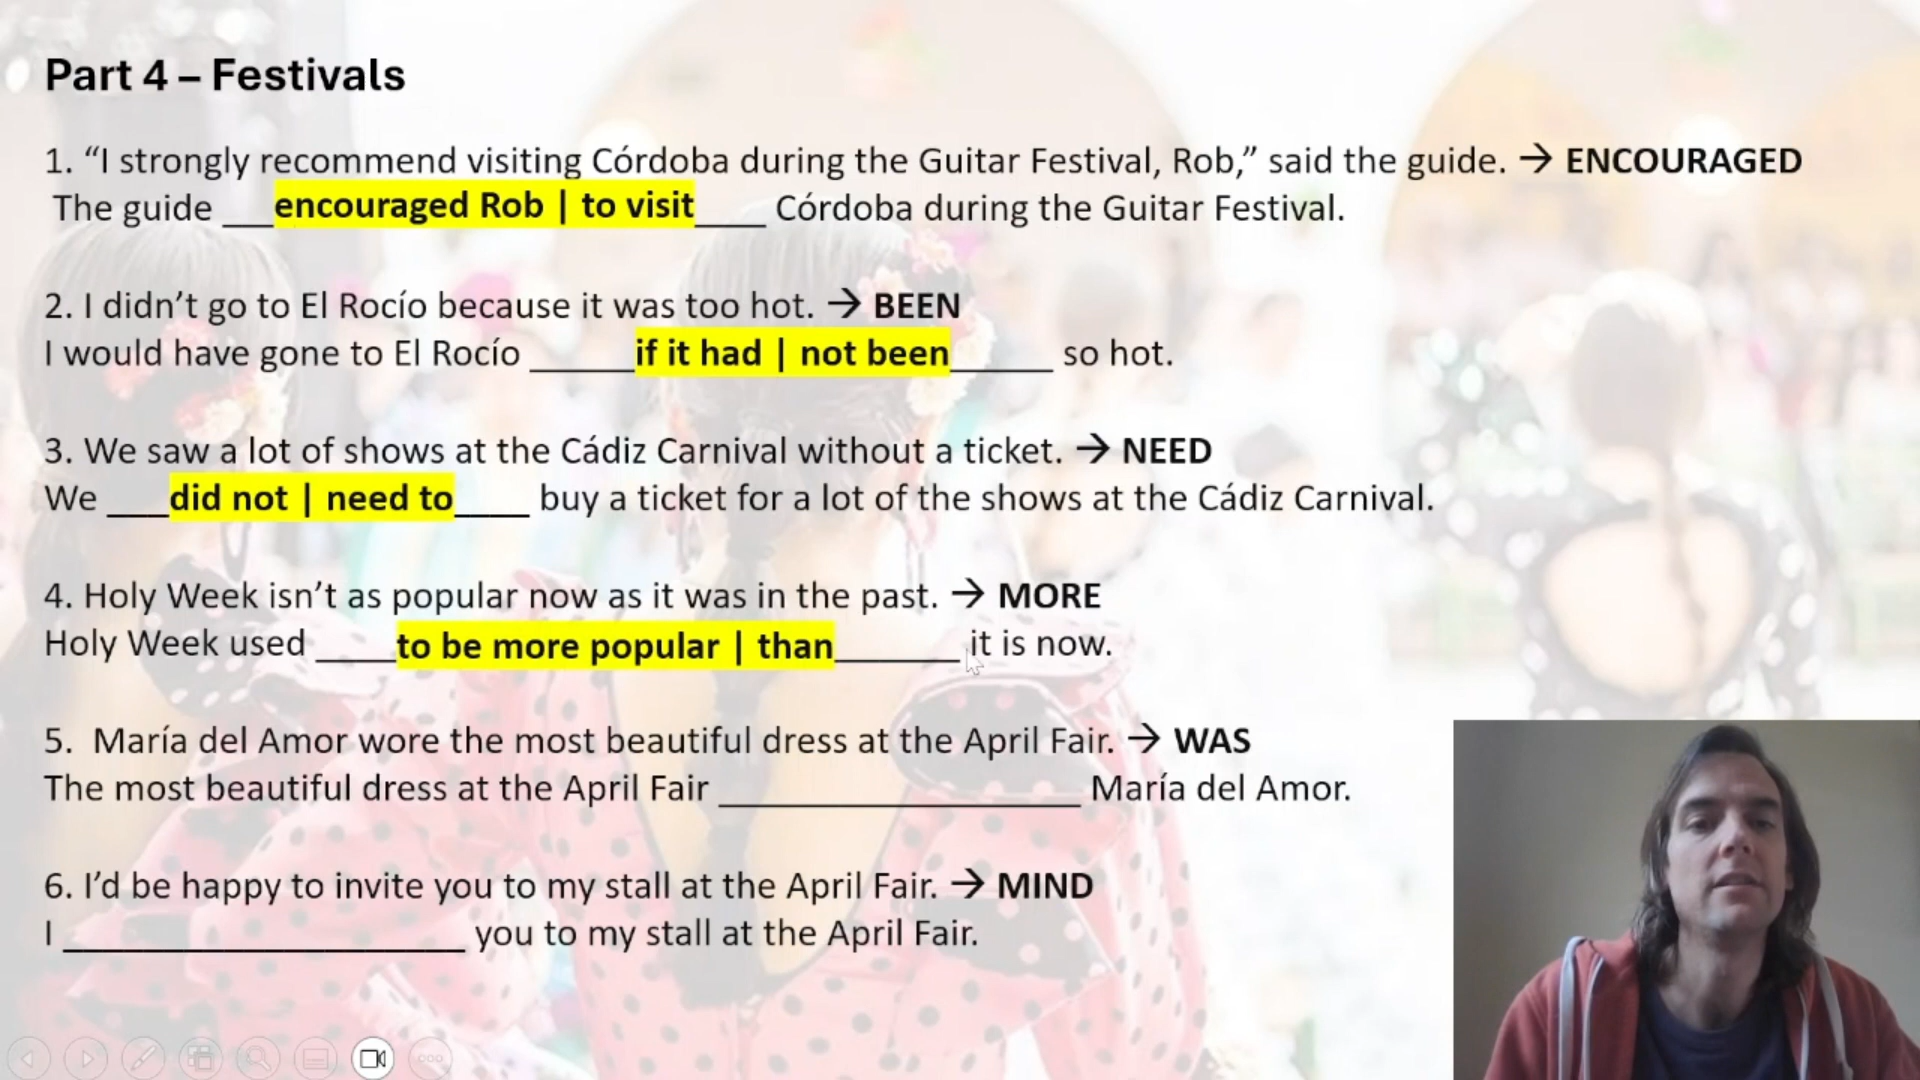 Part 4 – Festivals
1. “I strongly recommend visiting Córdoba during the Guitar Festival, Rob,” said the guide. → ENCOURAGED
The guide ___encouraged Rob | to visit____ Córdoba during the Guitar Festival.
2. I didn’t go to El Rocío because it was too hot. → BEEN
I would have gone to El Rocío ______if it had | not been______ so hot.
3. We saw a lot of shows at the Cádiz Carnival without a ticket. → NEED
We ____did not | need to____ buy a ticket for a lot of the shows at the Cádiz Carnival.
4. Holy Week isn’t as popular now as it was in the past. → MORE
Holy Week used _____to be more popular | than_______ it is now.
5. María del Amor wore the most beautiful dress at the April Fair. → WAS
The most beautiful dress at the April Fair __________________ María del Amor.
6. I’d be happy to invite you to my stall at the April Fair. → MIND
I ____________________ you to my stall at the April Fair.